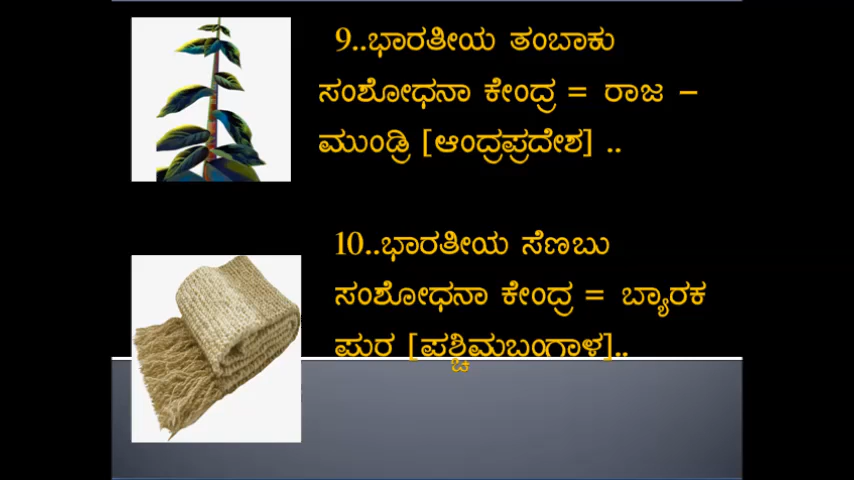 9..ಭಾರತೀಯ ತಂಬಾಕು
ಸಂಶೋಧನಾ ಕೇಂದ್ರ = ರಾಜ –
ಮುಂಡ್ರಿ [ಆಂದ್ರಪ್ರದೇಶ] ..
10..ಭಾರತೀಯ ಸೆಣಬು
ಸಂಶೋಧನಾ ಕೇಂದ್ರ = ಬ್ಯಾರಕ
ಪುರ [ಪಶ್ಚಿಮಬಂಗಾಳ]..